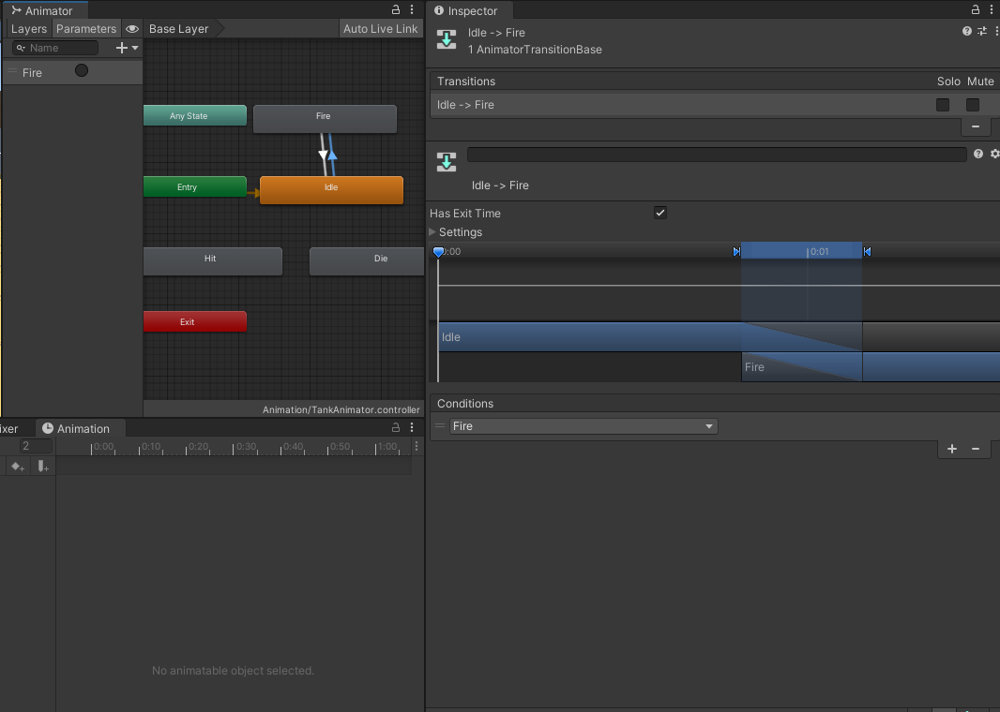 Animator
Layers Parameters Base Layer Auto Live Link
Name
Fire
Any State
Fire
Entry
Idle
Hit
Die
Exit
Animation/TankAnimator.controller
ixer Animation
2
0:00 0:10 0:20 0:30 0:40 0:50 1:00
No animatable object selected.
Inspector
Idle -> Fire
1 AnimatorTransitionBase
Transitions Solo Mute
Idle -> Fire
Idle -> Fire
Has Exit Time
Settings
:00 0:01
Idle
Fire
Conditions
Fire